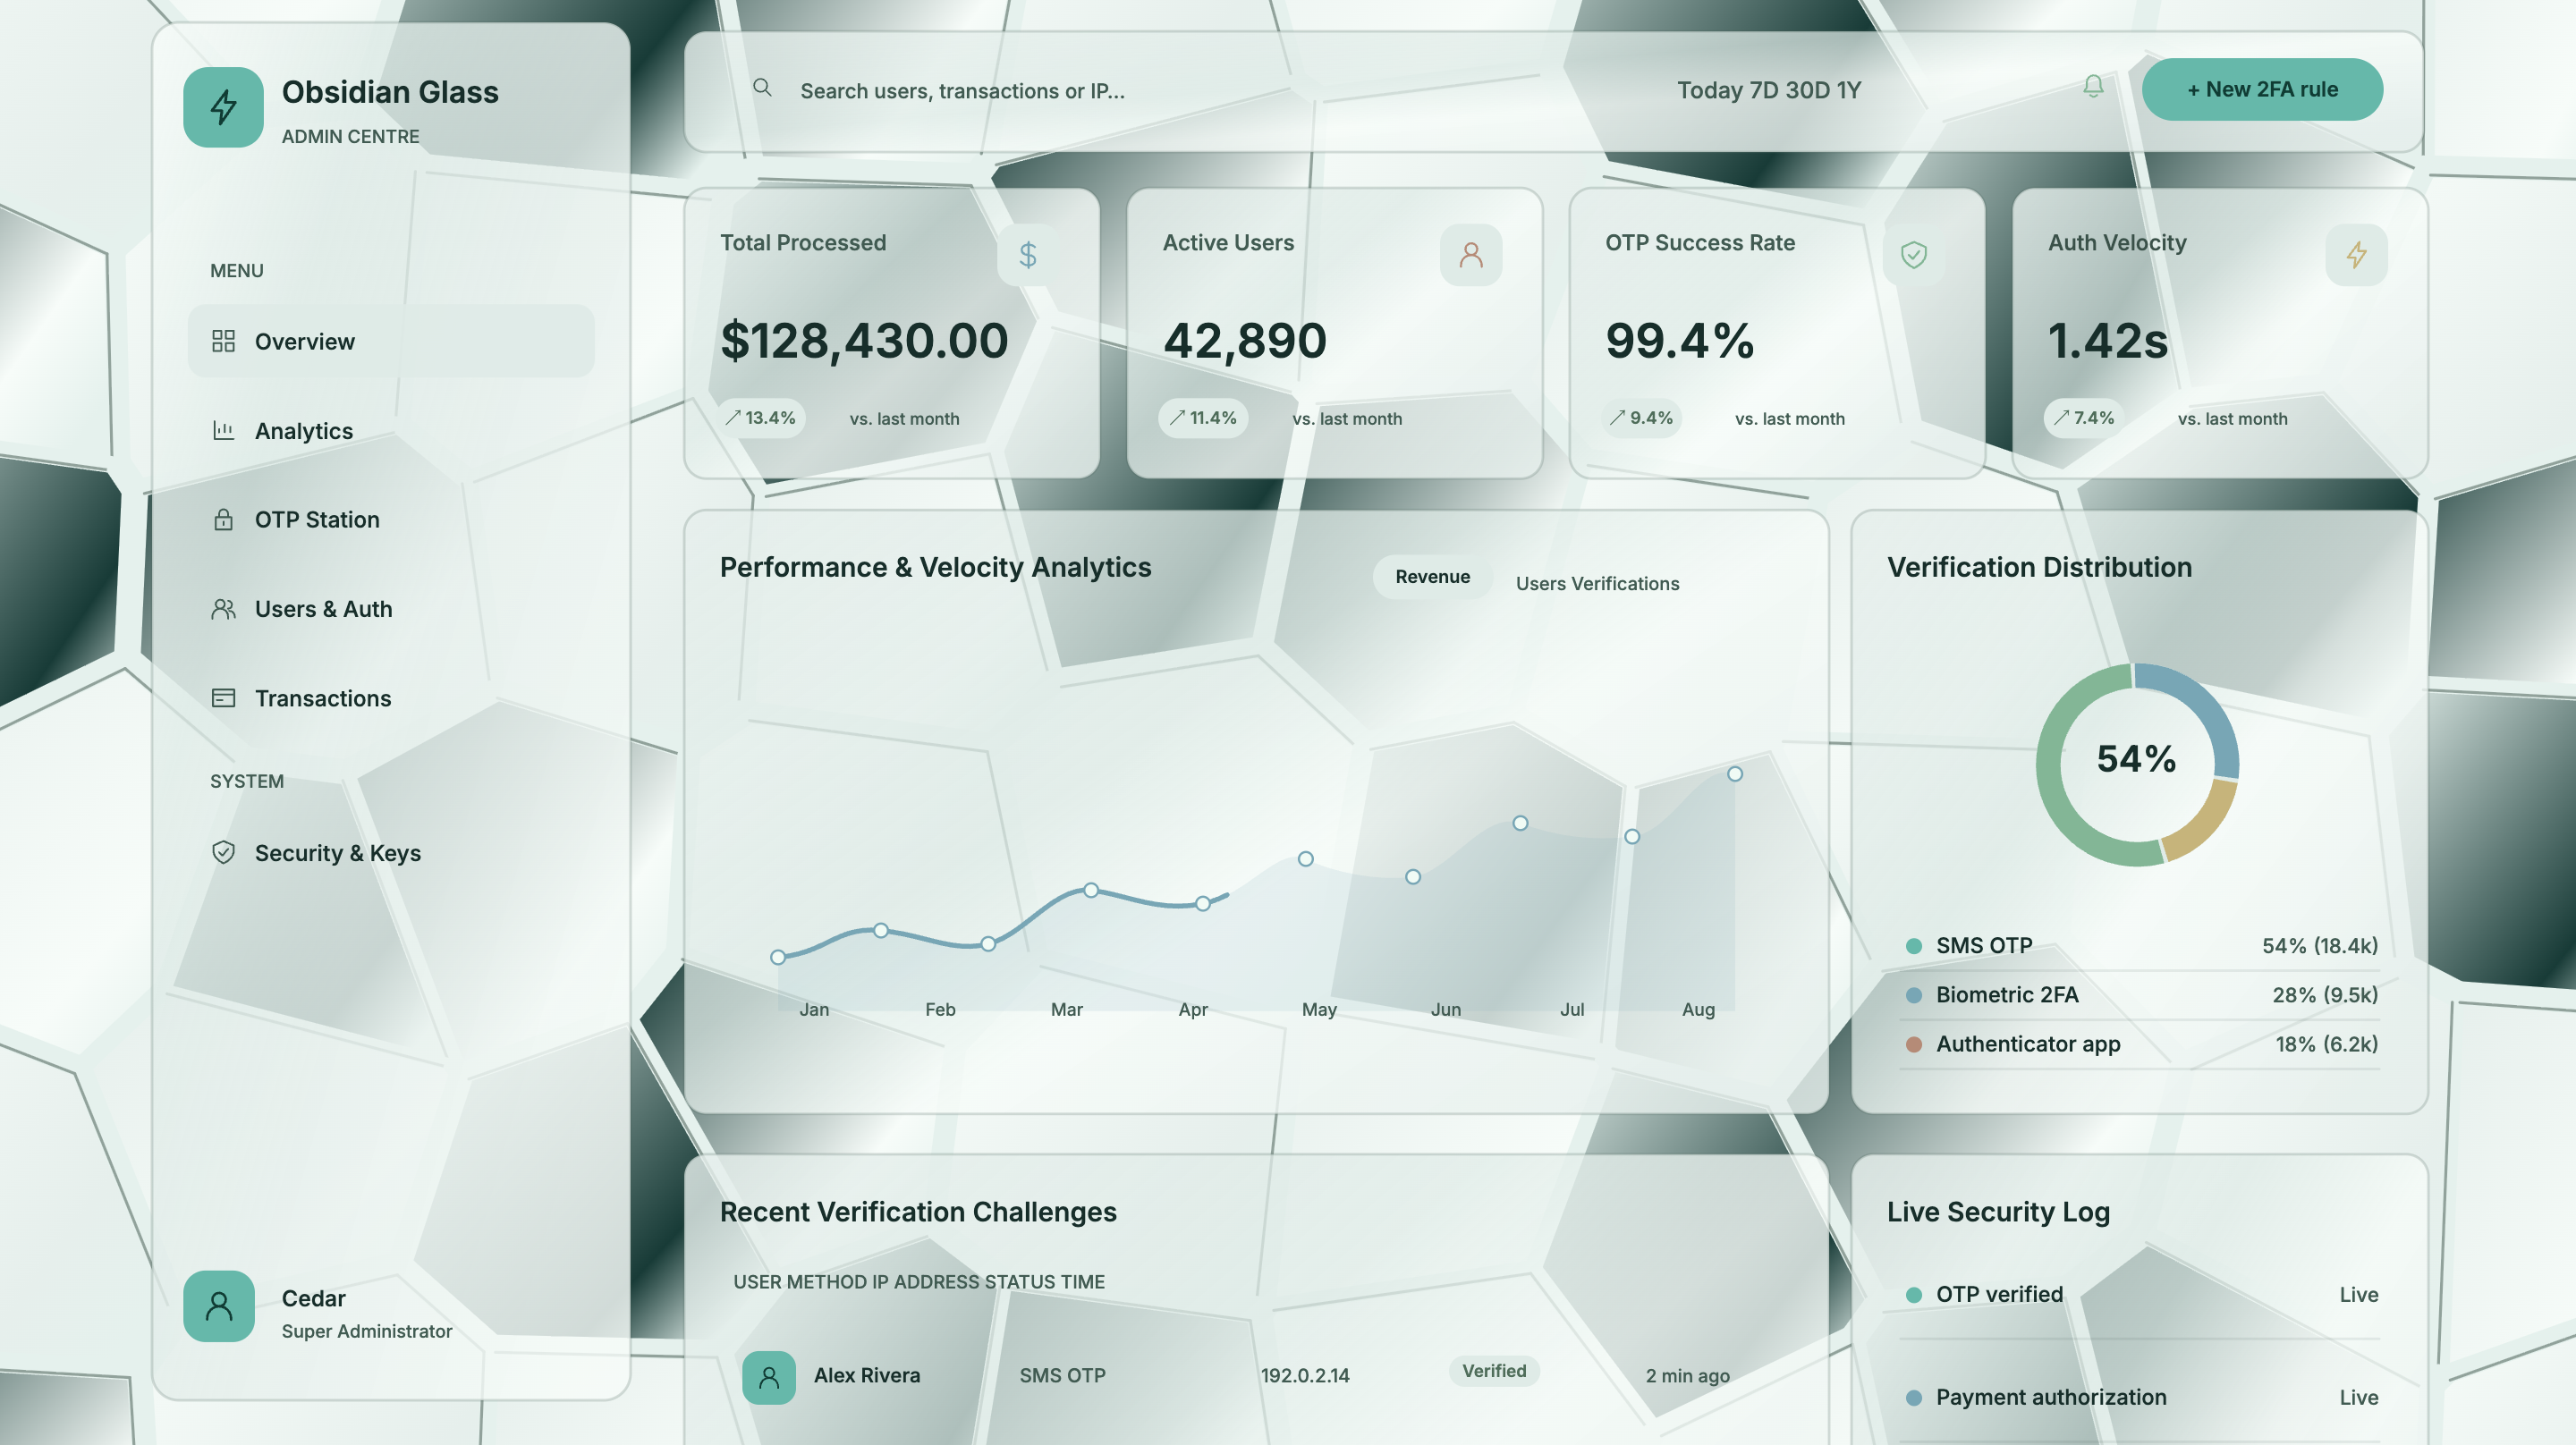 Obsidian Glass
ADMIN CENTRE
MENU
Overview
Analytics
OTP Station
Users & Auth
Transactions
SYSTEM
Security & Keys
Cedar
Super Administrator
Search users, transactions or IP...
Today 7D 30D 1Y
+ New 2FA rule
Total Processed
$
$128,430.00
13.4% vs. last month
Active Users
42,890
11.4% vs. last month
OTP Success Rate
99.4%
9.4% vs. last month
Auth Velocity
1.42s
7.4% vs. last month
Performance & Velocity Analytics
Revenue Users Verifications
Jan Feb Mar Apr May Jun Jul Aug
Verification Distribution
54%
SMS OTP 54% (18.4k)
Biometric 2FA 28% (9.5k)
Authenticator app 18% (6.2k)
Recent Verification Challenges
USER METHOD IP ADDRESS STATUS TIME
Alex Rivera SMS OTP 192.0.2.14 Verified 2 min ago
Live Security Log
OTP verified Live
Payment authorization Live